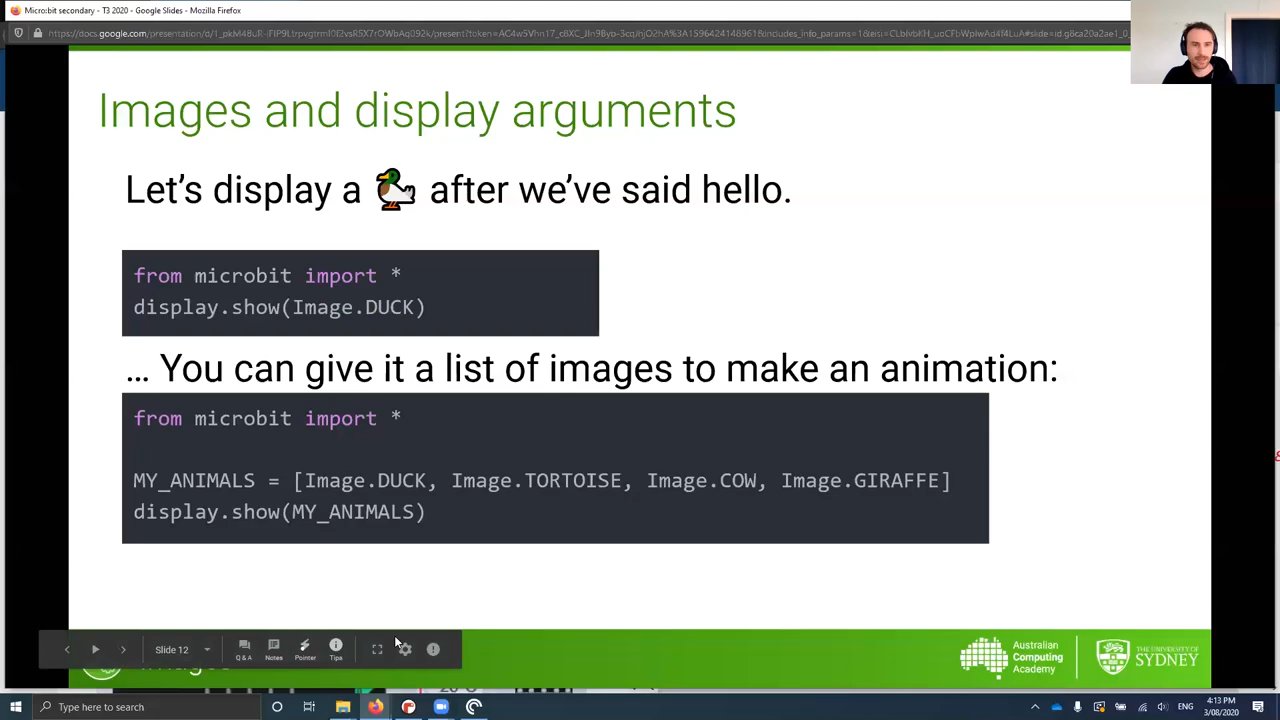 Micro:bit secondary - T3 2020 - Google Slides - Mozilla Firefox
Images and display arguments
Let's display a after we've said hello.
from microbit import *
display.show(Image.DUCK)
... You can give it a list of images to make an animation:
from microbit import *
MY_ANIMALS = [Image.DUCK, Image.TORTOISE, Image.COW, Image.GIRAFFE]
display.show(MY_ANIMALS)
Slide 12
Q & A
Notes
Pointer
Tips
Australian
Computing
Academy
THE UNIVERSITY OF
SYDNEY
Type here to search
4:13 PM
3/08/2020